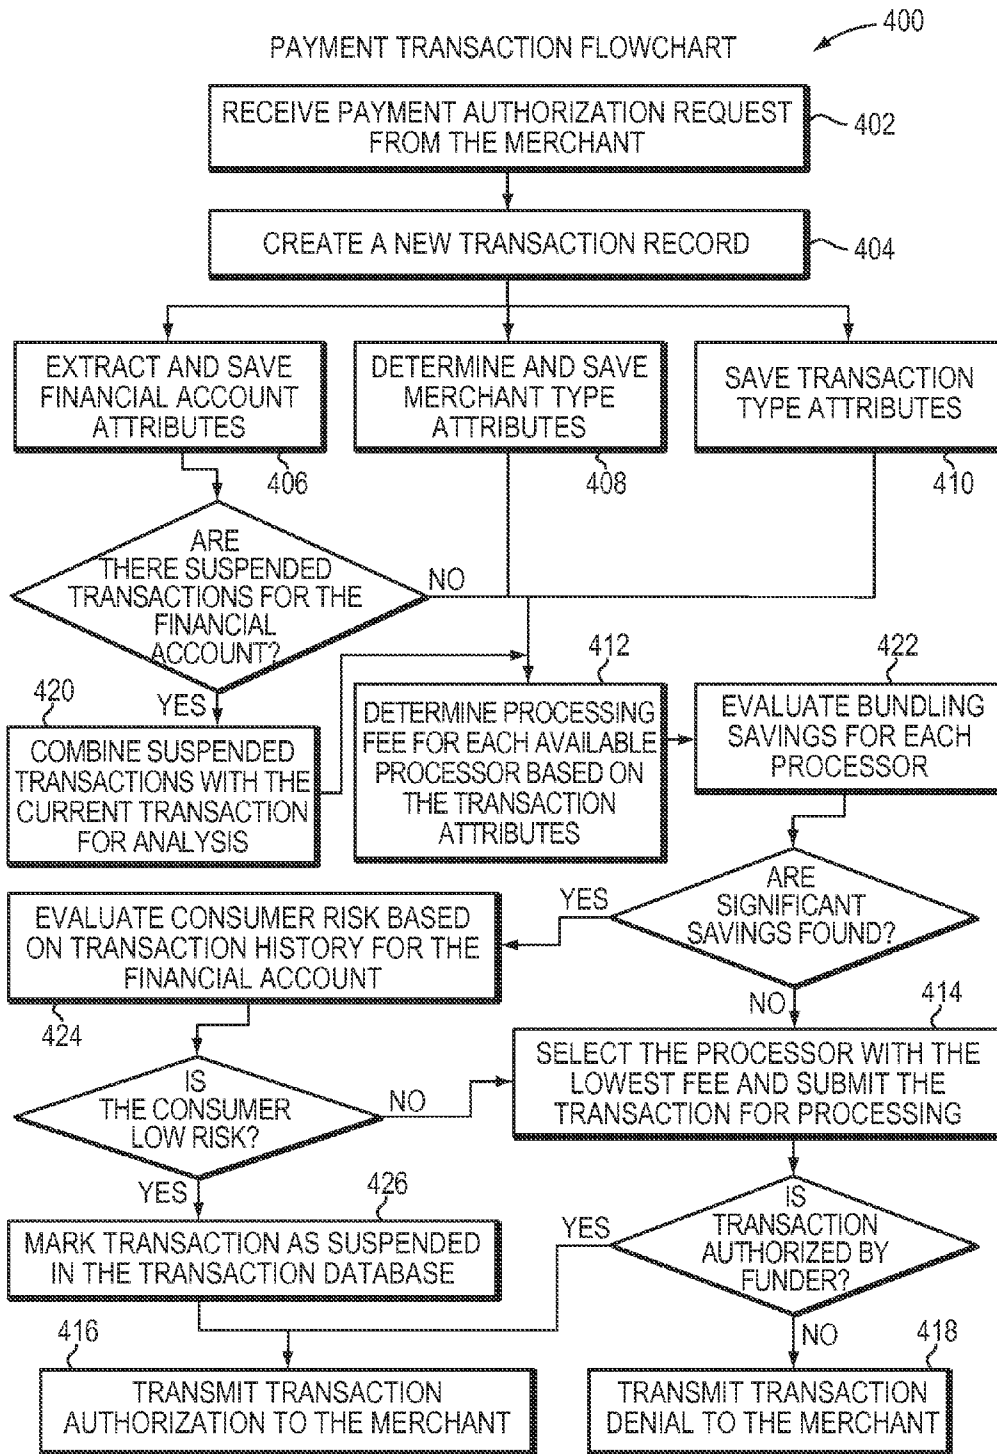 400
PAYMENT TRANSACTION FLOWCHART
RECEIVE PAYMENT AUTHORIZATION REQUEST
FROM THE MERCHANT
402
CREATE A NEW TRANSACTION RECORD
404
EXTRACT AND SAVE
FINANCIAL ACCOUNT
ATTRIBUTES
406
DETERMINE AND SAVE
MERCHANT TYPE
ATTRIBUTES
408
SAVE TRANSACTION
TYPE ATTRIBUTES
410
ARE
THERE SUSPENDED
TRANSACTIONS FOR THE
FINANCIAL
ACCOUNT?
NO
YES
420
COMBINE SUSPENDED
TRANSACTIONS WITH THE
CURRENT TRANSACTION
FOR ANALYSIS
412
DETERMINE PROCESSING
FEE FOR EACH AVAILABLE
PROCESSOR BASED ON
THE TRANSACTION
ATTRIBUTES
422
EVALUATE BUNDLING
SAVINGS FOR EACH
PROCESSOR
ARE
SIGNIFICANT
SAVINGS FOUND?
YES
NO
EVALUATE CONSUMER RISK BASED
ON TRANSACTION HISTORY FOR THE
FINANCIAL ACCOUNT
424
414
SELECT THE PROCESSOR WITH THE
LOWEST FEE AND SUBMIT THE
TRANSACTION FOR PROCESSING
IS
THE CONSUMER
LOW RISK?
NO
YES
426
MARK TRANSACTION AS SUSPENDED
IN THE TRANSACTION DATABASE
IS
TRANSACTION
AUTHORIZED BY
FUNDER?
YES
NO
416
TRANSMIT TRANSACTION
AUTHORIZATION TO THE MERCHANT
418
TRANSMIT TRANSACTION
DENIAL TO THE MERCHANT